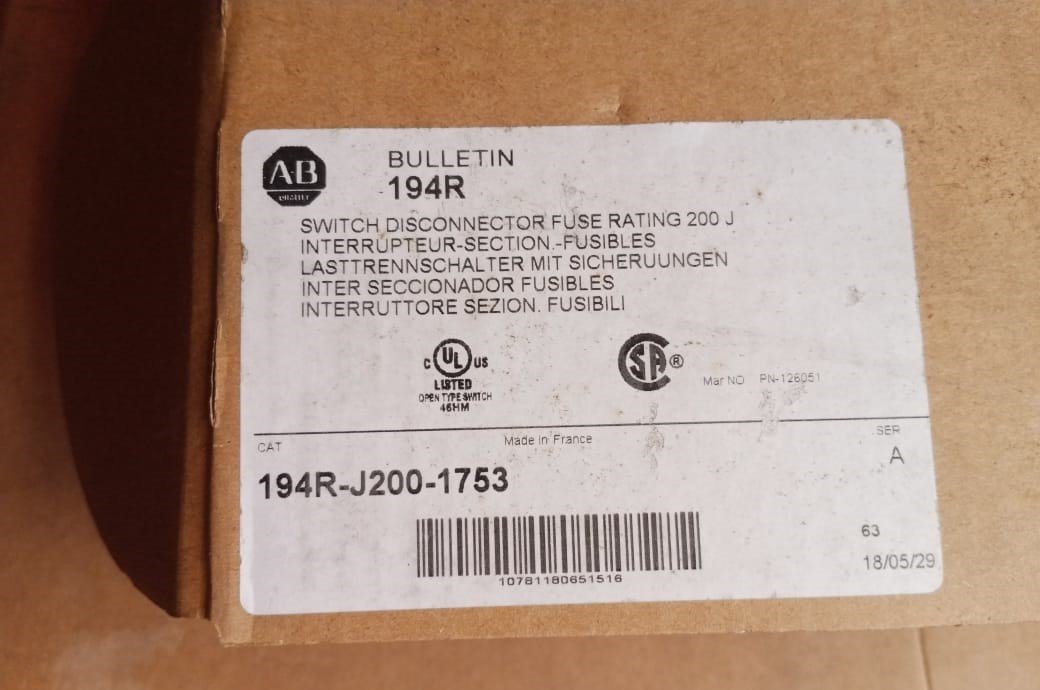 A-B
QUALITY
BULLETIN
194R
SWITCH DISCONNECTOR FUSE RATING 200 J
INTERRUPTEUR-SECTION.-FUSIBLES
LASTTRENNSCHALTER MIT SICHERUUNGEN
INTER SECCIONADOR FUSIBLES
INTERRUTTORE SEZION. FUSIBILI
C UL US
LISTED
OPEN TYPE SWITCH
46HM
SA ®
Mar NO PN-126051
CAT
Made in France
SER
194R-J200-1753
A
10781180651516
63
18/05/29